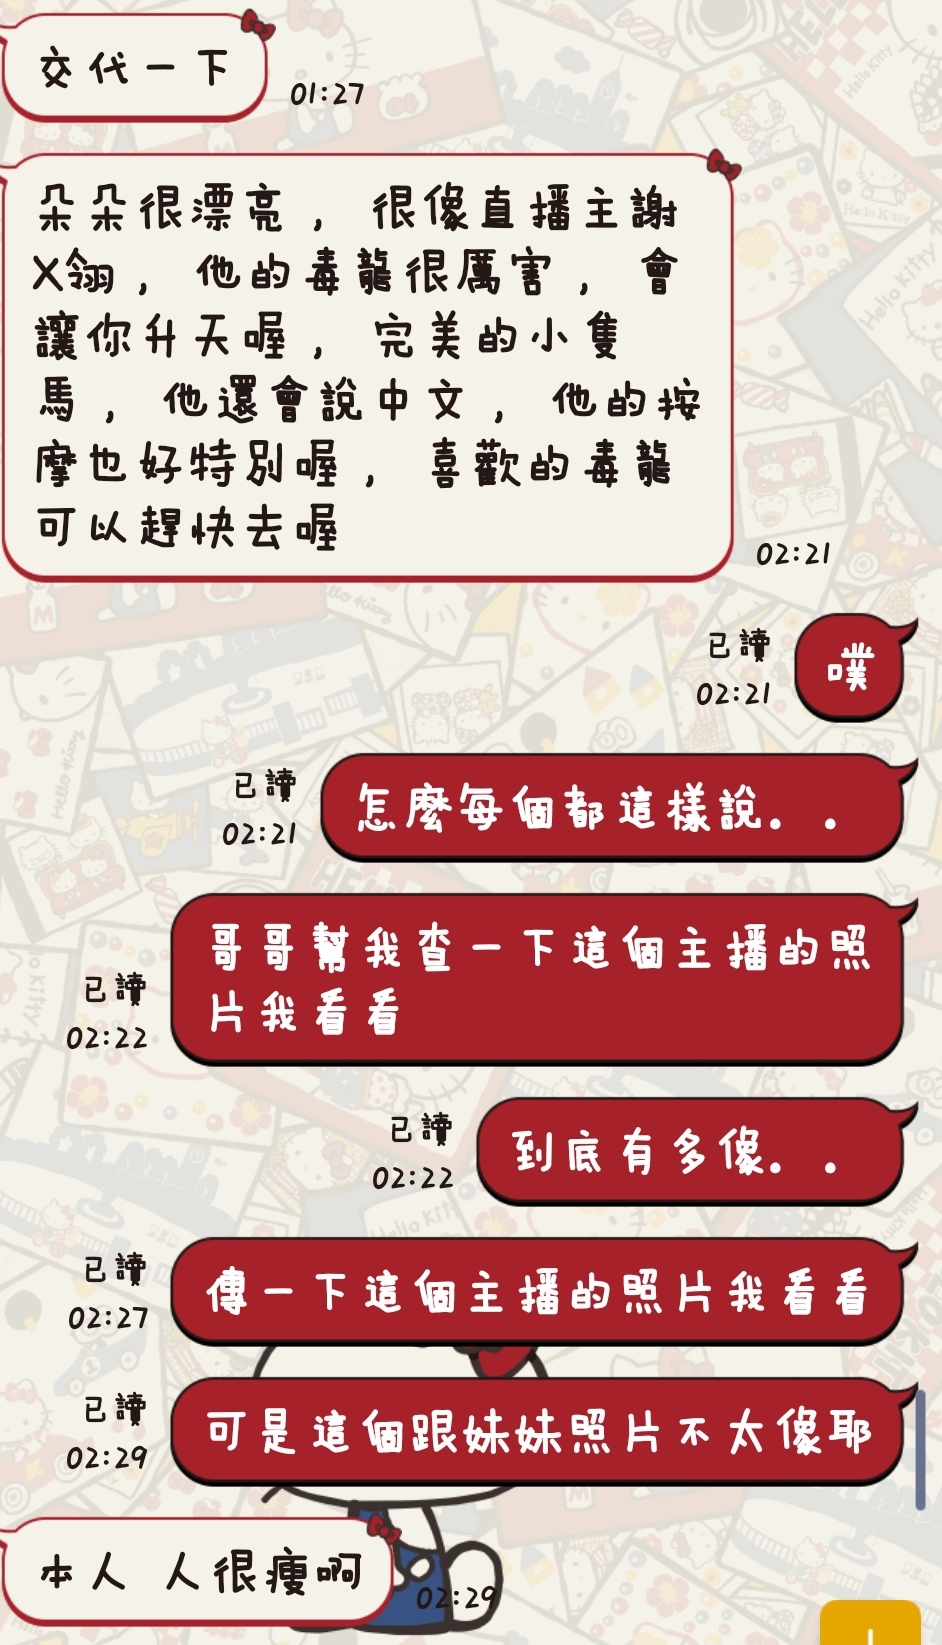 交代一下
01:27
朵朵很漂亮，很像直播主謝
X翎，他的毒龍很厲害，會
讓你升天喔，完美的小隻
馬，他還會說中文，他的按
摩也好特別喔，喜歡的毒龍
可以趕快去喔
02:21
已讀
02:21
噗
已讀
02:21
怎麼每個都這樣說。。
哥哥幫我查一下這個主播的照
片我看看
已讀
02:22
已讀
02:22
到底有多像。。
已讀
02:27
傳一下這個主播的照片我看看
已讀
02:29
可是這個跟妹妹照片不太像耶
本人 人很瘦啊
02:29